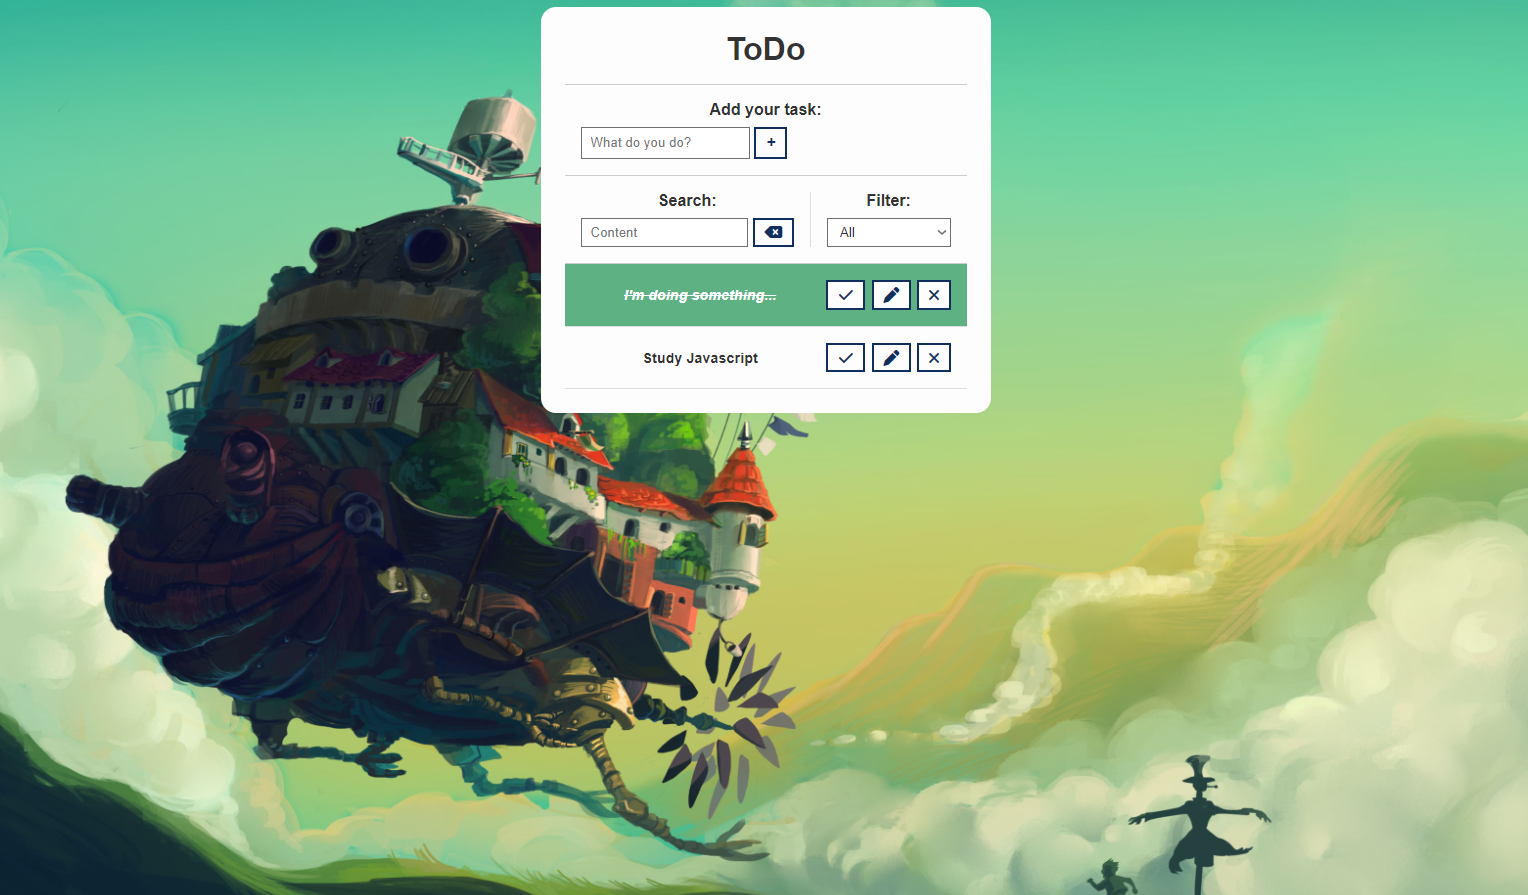 ToDo
Add your task:
What do you do?
+
Search:
Filter:
Content
All
I'm doing something...
Study Javascript